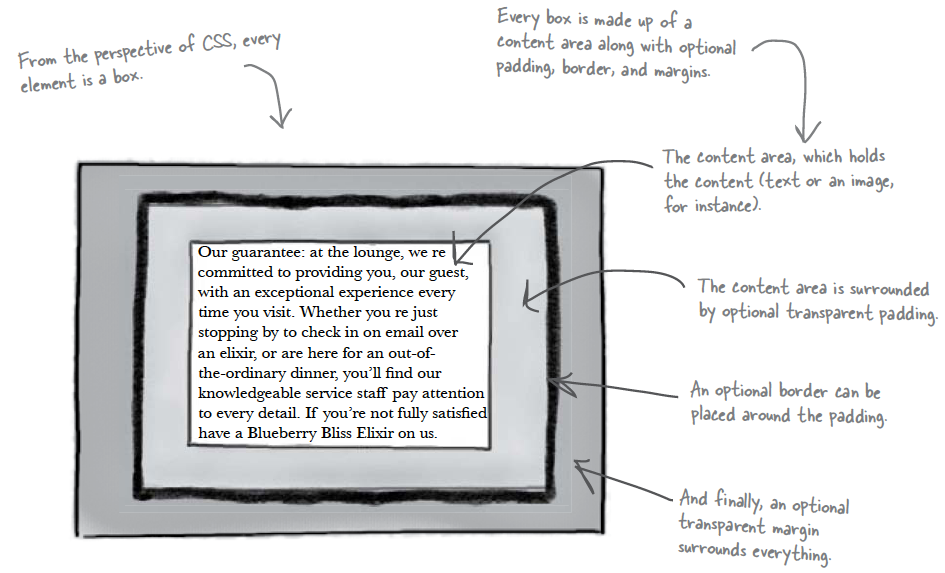 From the perspective of CSS, every
element is a box.
Every box is made up of a
content area along with optional
padding, border, and margins.
The content area, which holds
the content (text or an image,
for instance).
Our guarantee: at the lounge, we re
committed to providing you, our guest,
with an exceptional experience every
time you visit. Whether you re just
stopping by to check in on email over
an elixir, or are here for an out-of-
the-ordinary dinner, you’ll find our
knowledgeable service staff pay attention
to every detail. If you’re not fully satisfied
have a Blueberry Bliss Elixir on us.
The content area is surrounded
by optional transparent padding.
An optional border can be
placed around the padding.
And finally, an optional
transparent margin
surrounds everything.